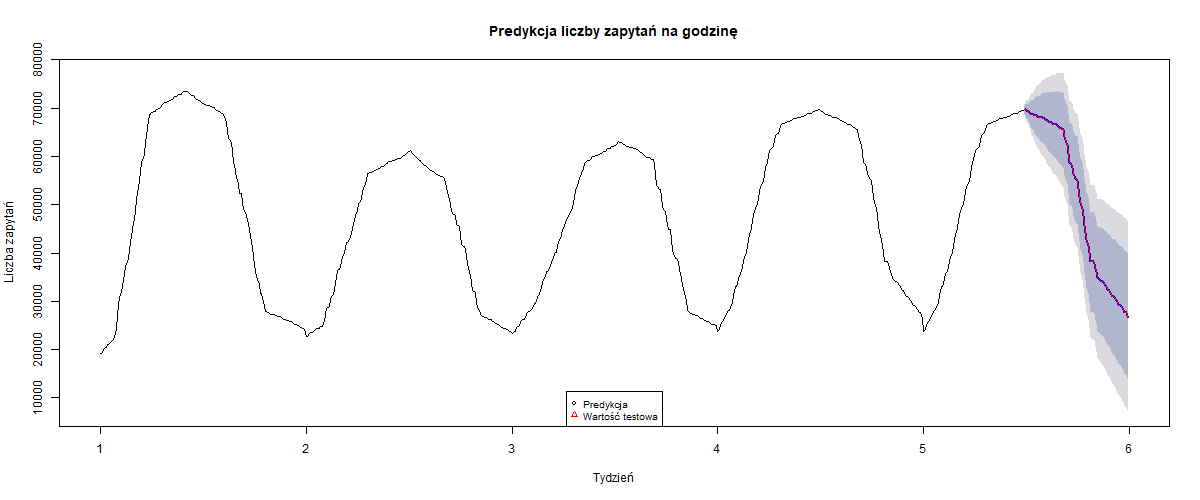 Predykcja liczby zapytań na godzinę
Liczba zapytań
80000
70000
60000
50000
40000
30000
20000
10000
Predykcja
Wartość testowa
1 2 3 4 5 6
Tydzień